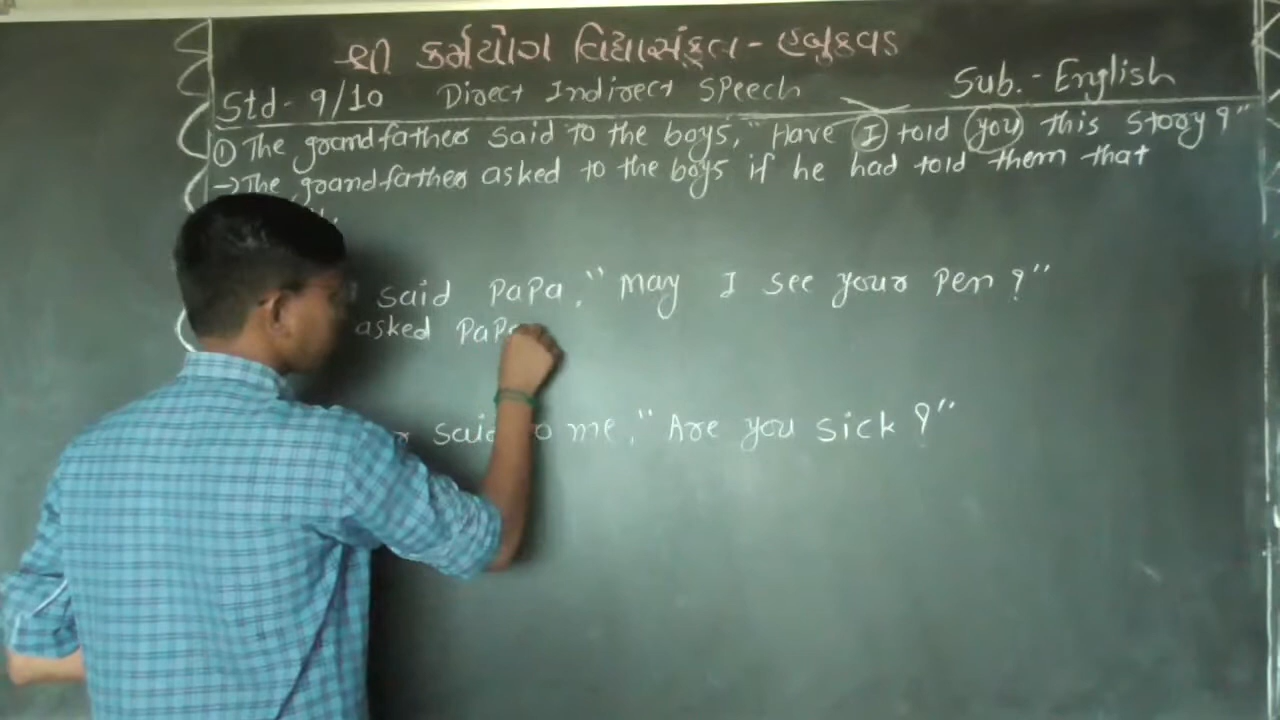 શ્રી કર્મયોગ વિદ્યાસંકુલ - હબુકવડ
Std - 9/10 Direct Indirect Speech Sub. - English
① The grandfather said to the boys, "Have I told you this story ?"
→ The grandfather asked to the boys if he had told them that
said PaPa, "May I see your pen ?"
asked PaPa
said to me, "Are you sick ?"